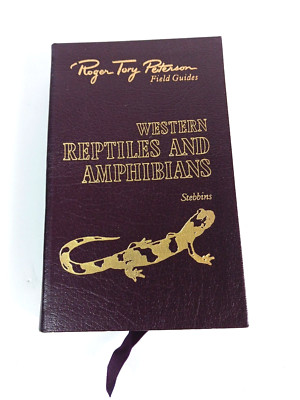 Roger Tory Peterson
Field Guides
WESTERN
REPTILES AND
AMPHIBIANS
Stebbins